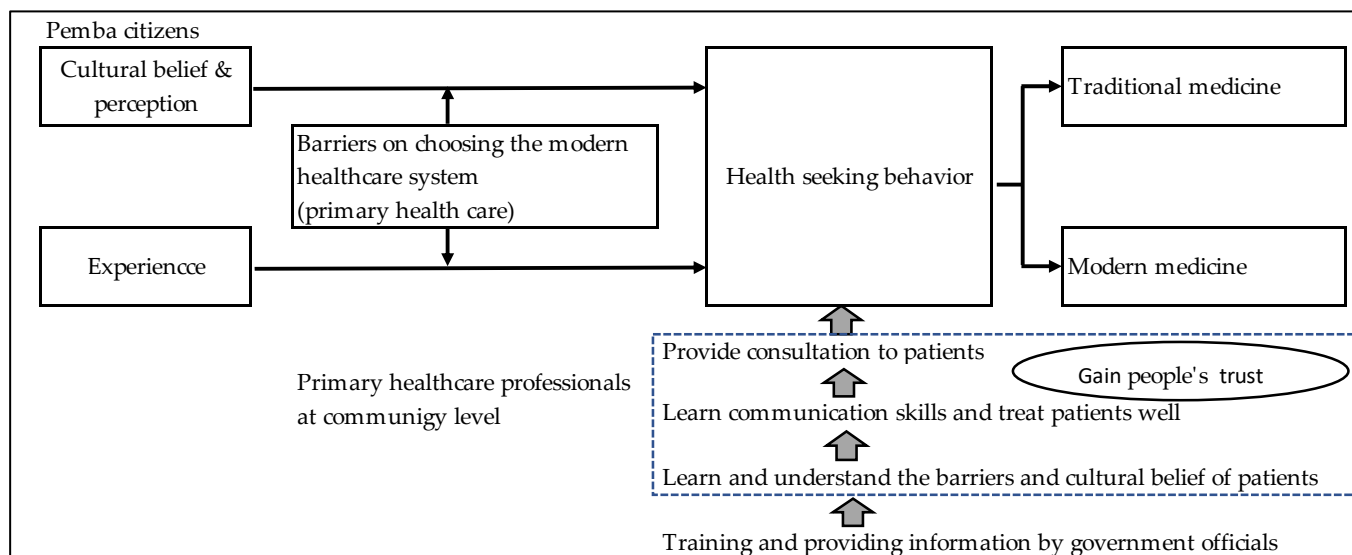 Pemba citizens
Cultural belief &
perception
Barriers on choosing the modern
healthcare system
(primary health care)
Experiencce
Health seeking behavior
Traditional medicine
Modern medicine
Primary healthcare professionals
at communigy level
Provide consultation to patients
Gain people's trust
Learn communication skills and treat patients well
Learn and understand the barriers and cultural belief of patients
Training and providing information by government officials